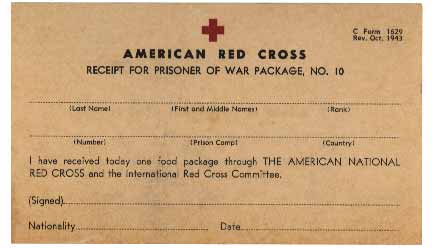 C Form 1629
Rev. Oct. 1943
AMERICAN RED CROSS
RECEIPT FOR PRISONER OF WAR PACKAGE, NO. 10
(Last Name) (First and Middle Names) (Rank)
(Number) (Prison Camp) (Country)
I have received today one food package through THE AMERICAN NATIONAL
RED CROSS and the International Red Cross Committee.
(Signed)
Nationality Date